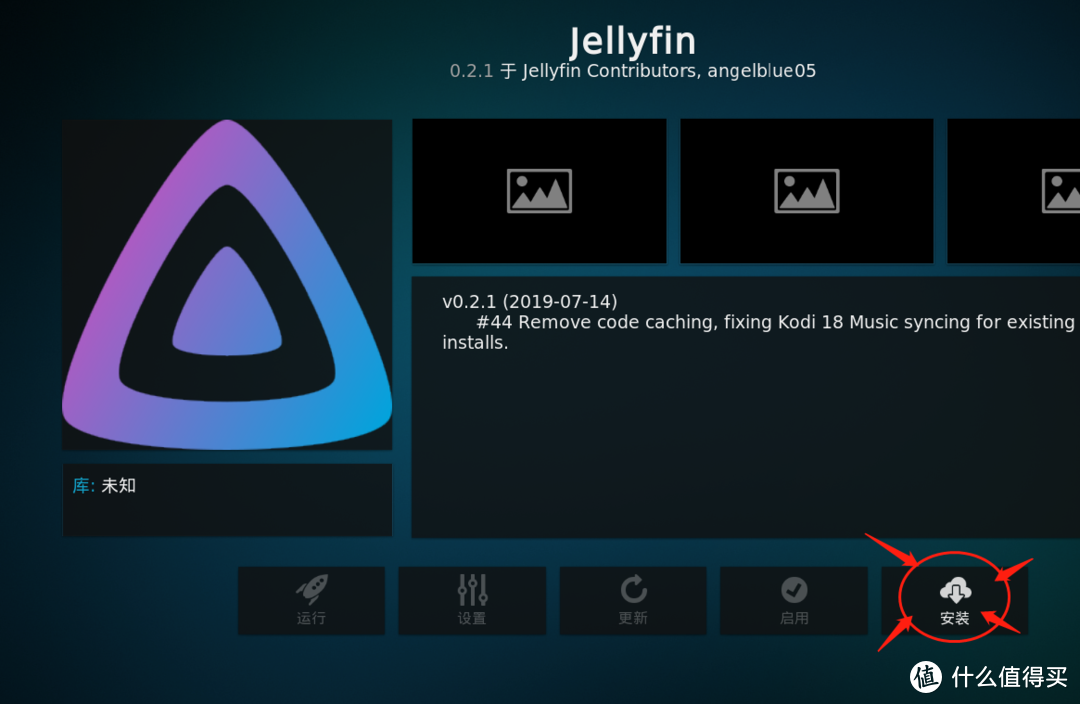 Jellyfin
0.2.1 于 Jellyfin Contributors, angelblue05
v0.2.1 (2019-07-14)
#44 Remove code caching, fixing Kodi 18 Music syncing for existing
installs.
库: 未知
运行
设置
更新
启用
安装
值 什么值得买